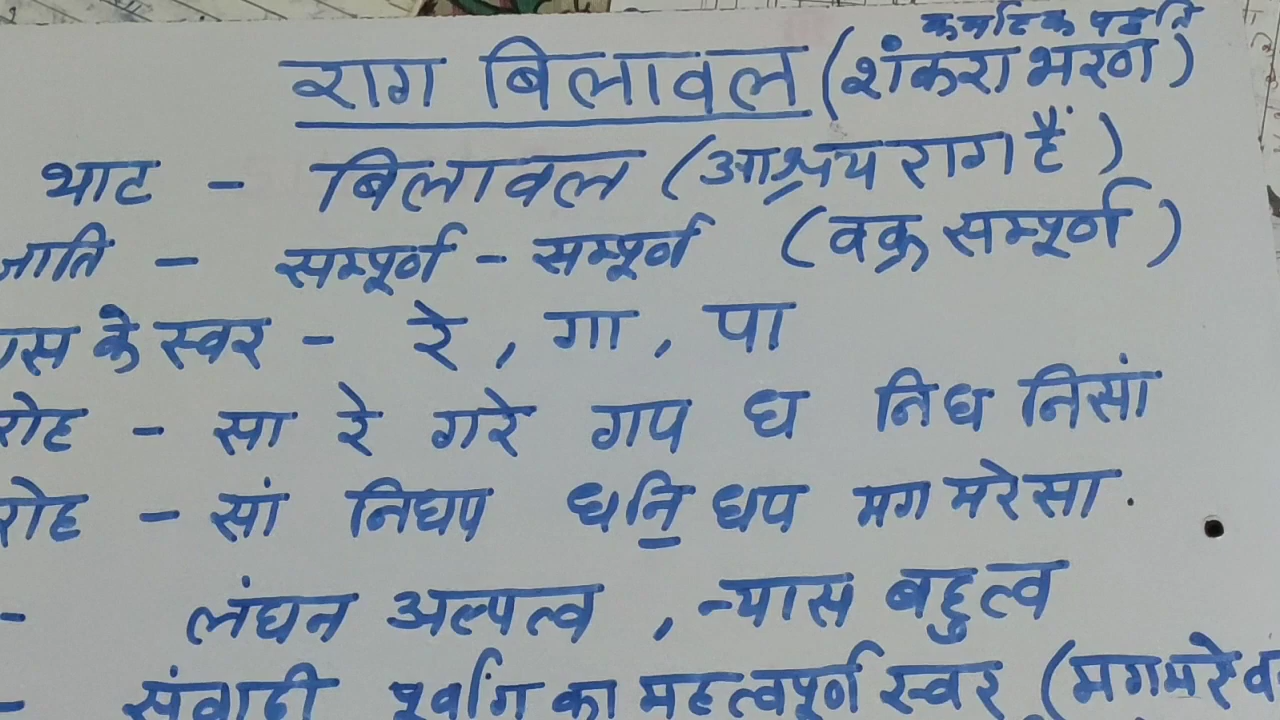 कर्नाटक पद्धति
राग बिलावल (शंकरा भरण)
थाट - बिलावल (आश्रय राग हैं)
जाति - सम्पूर्ण - सम्पूर्ण (वक्र सम्पूर्ण)
यास के स्वर - रे, गा, पा
रोह - सा रे गरे गप ध निध निसां
रोह - सां निधप धनि॒ धप मग मरेसा.
- लंघन अल्पत्व, न्यास बहुत्व
- संवादी पूर्वांग का महत्वपूर्ण स्वर (मगमरे